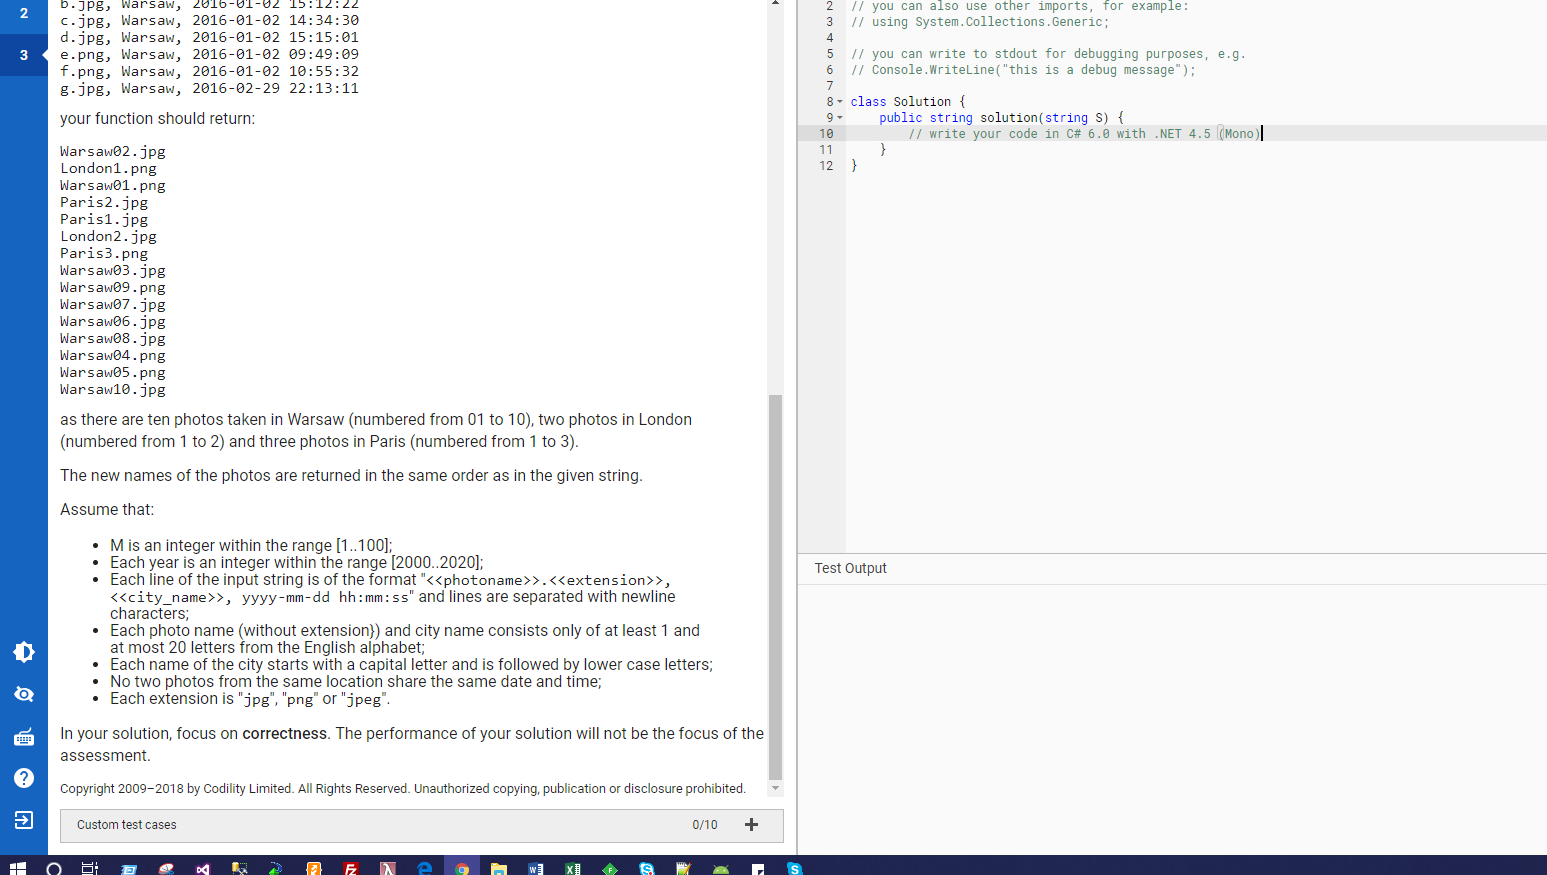 2
3
b.jpg, Warsaw, 2016-01-02 15:12:22
c.jpg, Warsaw, 2016-01-02 14:34:30
d.jpg, Warsaw, 2016-01-02 15:15:01
e.png, Warsaw, 2016-01-02 09:49:09
f.png, Warsaw, 2016-01-02 10:55:32
g.jpg, Warsaw, 2016-02-29 22:13:11
your function should return:
Warsaw02.jpg
London1.png
Warsaw01.png
Paris2.jpg
Paris1.jpg
London2.jpg
Paris3.png
Warsaw03.jpg
Warsaw09.png
Warsaw07.jpg
Warsaw06.jpg
Warsaw08.jpg
Warsaw04.png
Warsaw05.png
Warsaw10.jpg
as there are ten photos taken in Warsaw (numbered from 01 to 10), two photos in London
(numbered from 1 to 2) and three photos in Paris (numbered from 1 to 3).
The new names of the photos are returned in the same order as in the given string.
Assume that:
• M is an integer within the range [1..100];
• Each year is an integer within the range [2000..2020];
• Each line of the input string is of the format "<<photoname>>.<<extension>>,
<<city_name>>, yyyy-mm-dd hh:mm:ss" and lines are separated with newline
characters;
• Each photo name (without extension}) and city name consists only of at least 1 and
at most 20 letters from the English alphabet;
• Each name of the city starts with a capital letter and is followed by lower case letters;
• No two photos from the same location share the same date and time;
• Each extension is "jpg", "png" or "jpeg".
In your solution, focus on correctness. The performance of your solution will not be the focus of the
assessment.
Copyright 2009–2018 by Codility Limited. All Rights Reserved. Unauthorized copying, publication or disclosure prohibited.
Custom test cases 0/10 +
2 // you can also use other imports, for example:
3 // using System.Collections.Generic;
4
5 // you can write to stdout for debugging purposes, e.g.
6 // Console.WriteLine("this is a debug message");
7
8 class Solution {
9 public string solution(string S) {
10 // write your code in C# 6.0 with .NET 4.5 (Mono)
11 }
12 }
Test Output